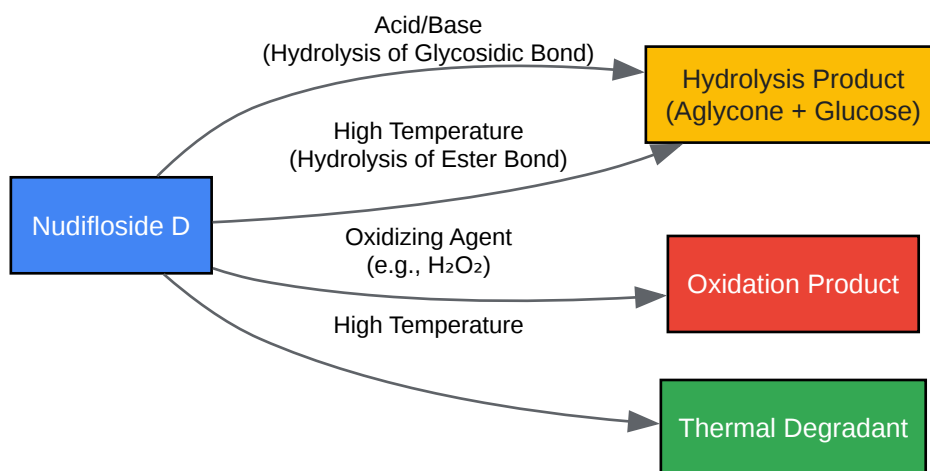 Acid/Base
(Hydrolysis of Glycosidic Bond)
Hydrolysis Product
(Aglycone + Glucose)
High Temperature
(Hydrolysis of Ester Bond)
Nudifloside D
Oxidizing Agent
(e.g., H₂O₂)
Oxidation Product
High Temperature
Thermal Degradant